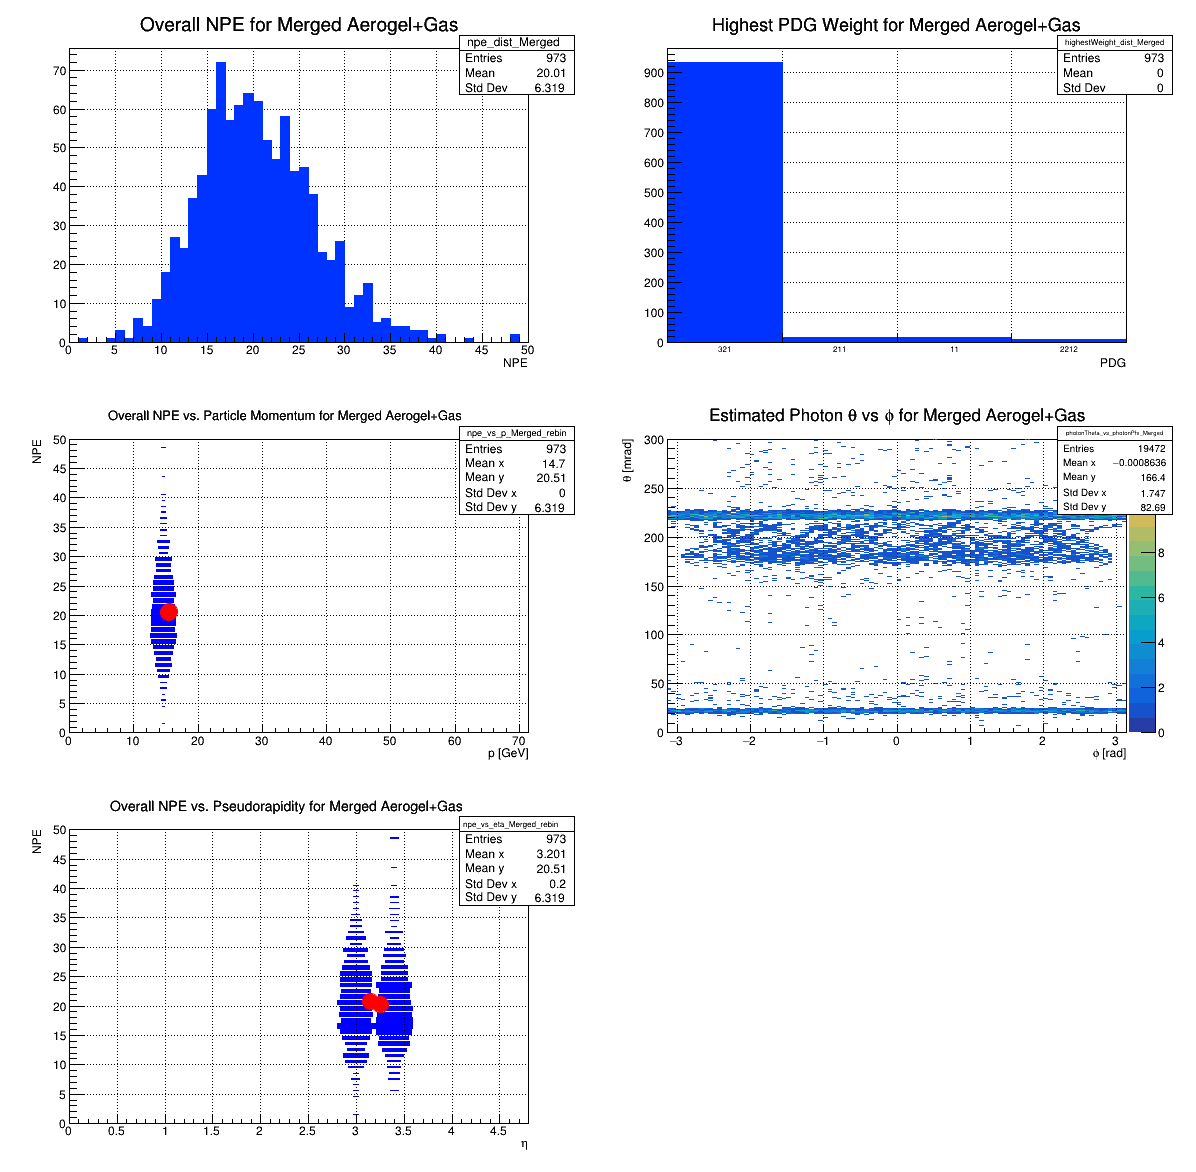 Overall NPE for Merged Aerogel+Gas
npe_dist_Merged
Entries 973
Mean 20.01
Std Dev 6.319
70
60
50
40
30
20
10
0
0 5 10 15 20 25 30 35 40 45 50
NPE
Highest PDG Weight for Merged Aerogel+Gas
highestWeight_dist_Merged
Entries 973
Mean 0
Std Dev 0
900
800
700
600
500
400
300
200
100
0
321 211 11 2212
PDG
Overall NPE vs. Particle Momentum for Merged Aerogel+Gas
npe_vs_p_Merged_rebin
Entries 973
Mean x 14.7
Mean y 20.51
Std Dev x 0
Std Dev y 6.319
NPE
50
45
40
35
30
25
20
15
10
5
0
0 10 20 30 40 50 60 70
p [GeV]
Estimated Photon θ vs ϕ for Merged Aerogel+Gas
photonTheta_vs_photonPhi_Merged
Entries 19472
Mean x −0.0008636
Mean y 166.4
Std Dev x 1.747
Std Dev y 82.69
θ [mrad]
300
250
200
150
100
50
0
−3 −2 −1 0 1 2 3
ϕ [rad]
8
6
4
2
0
Overall NPE vs. Pseudorapidity for Merged Aerogel+Gas
npe_vs_eta_Merged_rebin
Entries 973
Mean x 3.201
Mean y 20.51
Std Dev x 0.2
Std Dev y 6.319
NPE
50
45
40
35
30
25
20
15
10
5
0
0 0.5 1 1.5 2 2.5 3 3.5 4 4.5
η